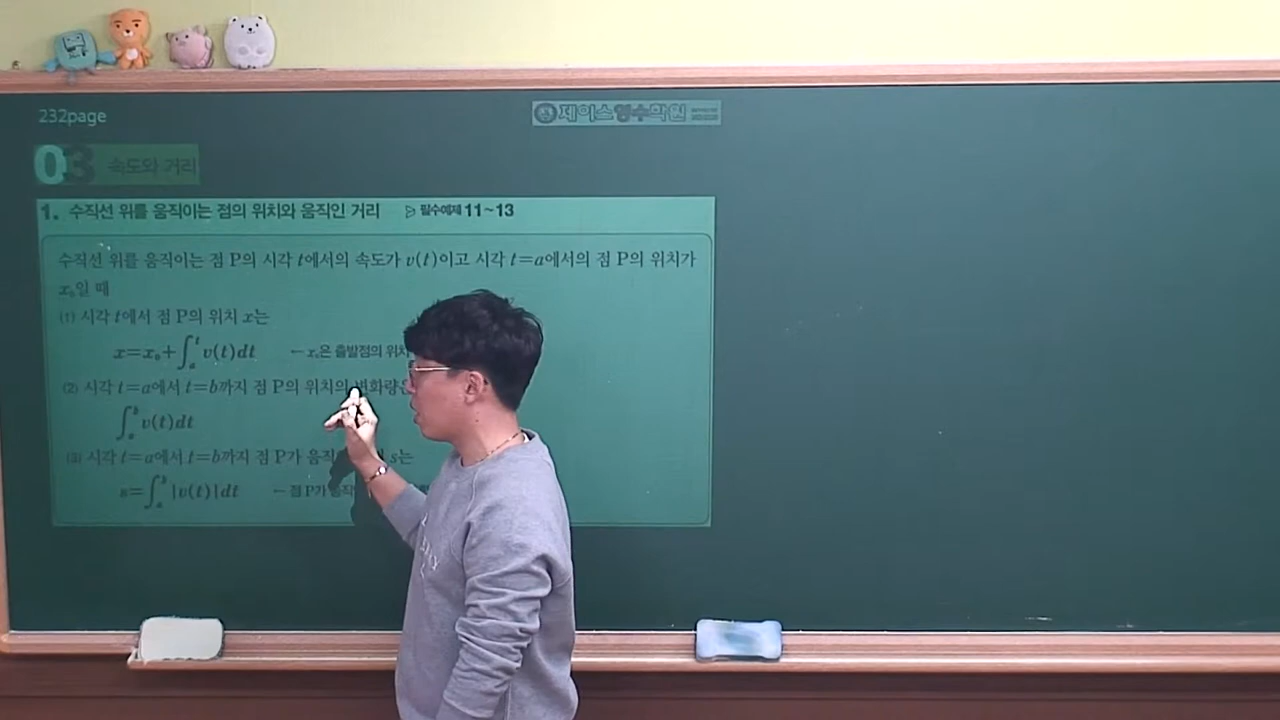 232page
제이스영수학원
03 속도와 거리
1. 수직선 위를 움직이는 점의 위치와 움직인 거리 ▷ 필수예제 11~13
수직선 위를 움직이는 점 P의 시각 t에서의 속도가 v(t)이고 시각 t=a에서의 점 P의 위치가
x₀일 때
(1) 시각 t에서 점 P의 위치 x는
x=x₀+∫ₐᵗ v(t)dt ←x₀은 출발점의 위치
(2) 시각 t=a에서 t=b까지 점 P의 위치의 변화량은
∫ₐᵇ v(t)dt
(3) 시각 t=a에서 t=b까지 점 P가 움직 s는
s=∫ₐᵇ |v(t)|dt ←점 P가 움직